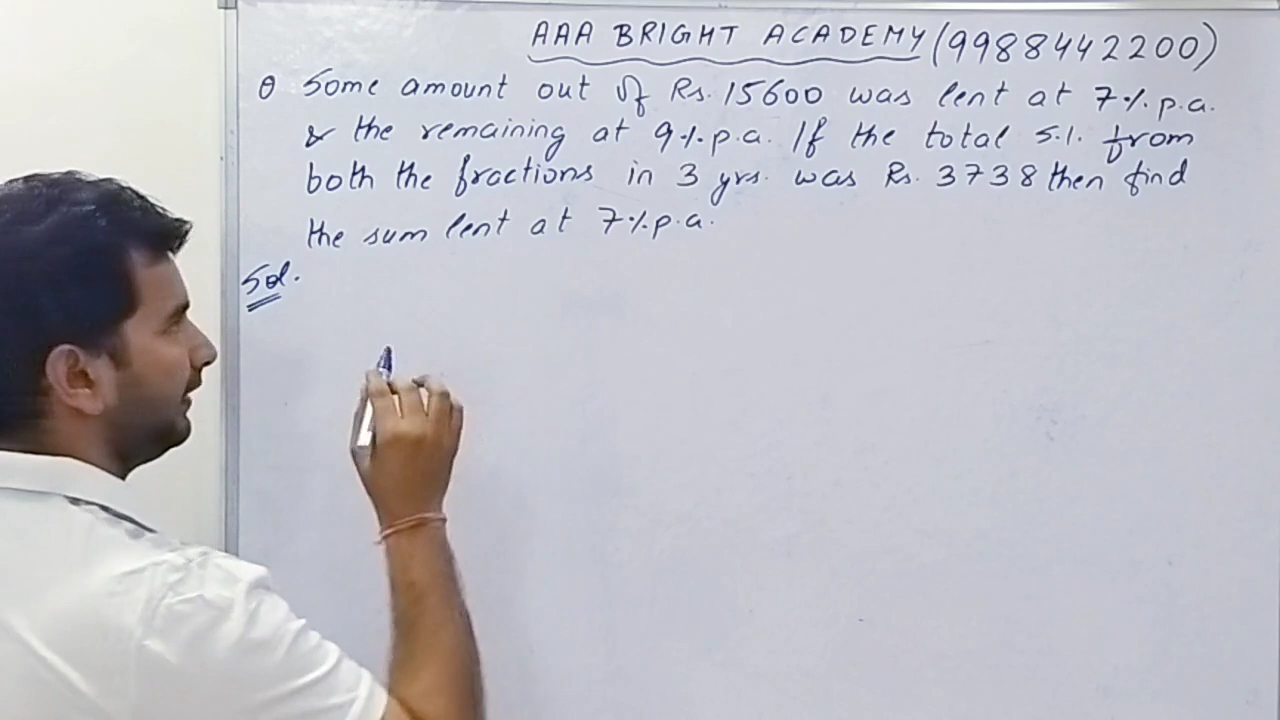 AAA BRIGHT ACADEMY (9988442200)
Q Some amount out of Rs. 15600 was lent at 7%.p.a.
& the remaining at 9%.p.a. If the total S.I. from
both the fractions in 3 yrs. was Rs. 3738 then find
the sum lent at 7%.p.a.
Sol.